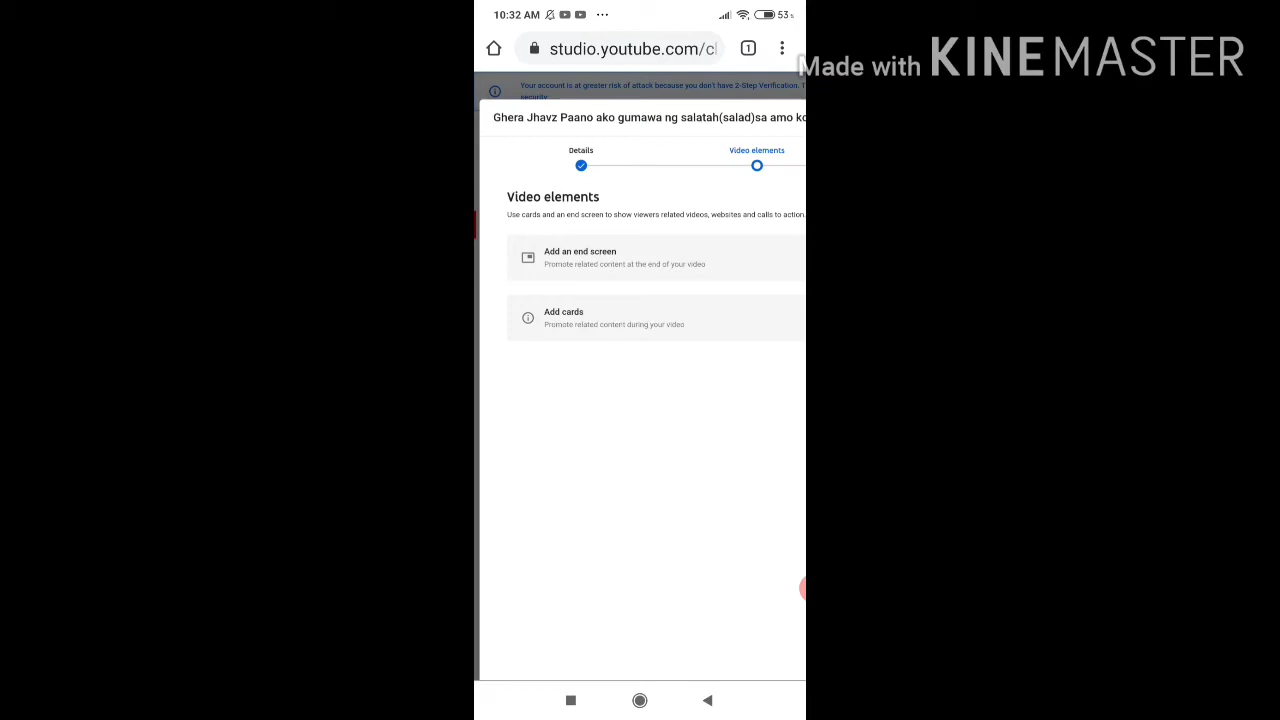 10:32 AM
53
studio.youtube.com/cl
1
Made with KINEMASTER
Your account is at greater risk of attack because you don't have 2-Step Verification. T
security
Ghera Jhavz Paano ako gumawa ng salatah(salad)sa amo ko
Details
Video elements
Video elements
Use cards and an end screen to show viewers related videos, websites and calls to action.
Add an end screen
Promote related content at the end of your video
Add cards
Promote related content during your video